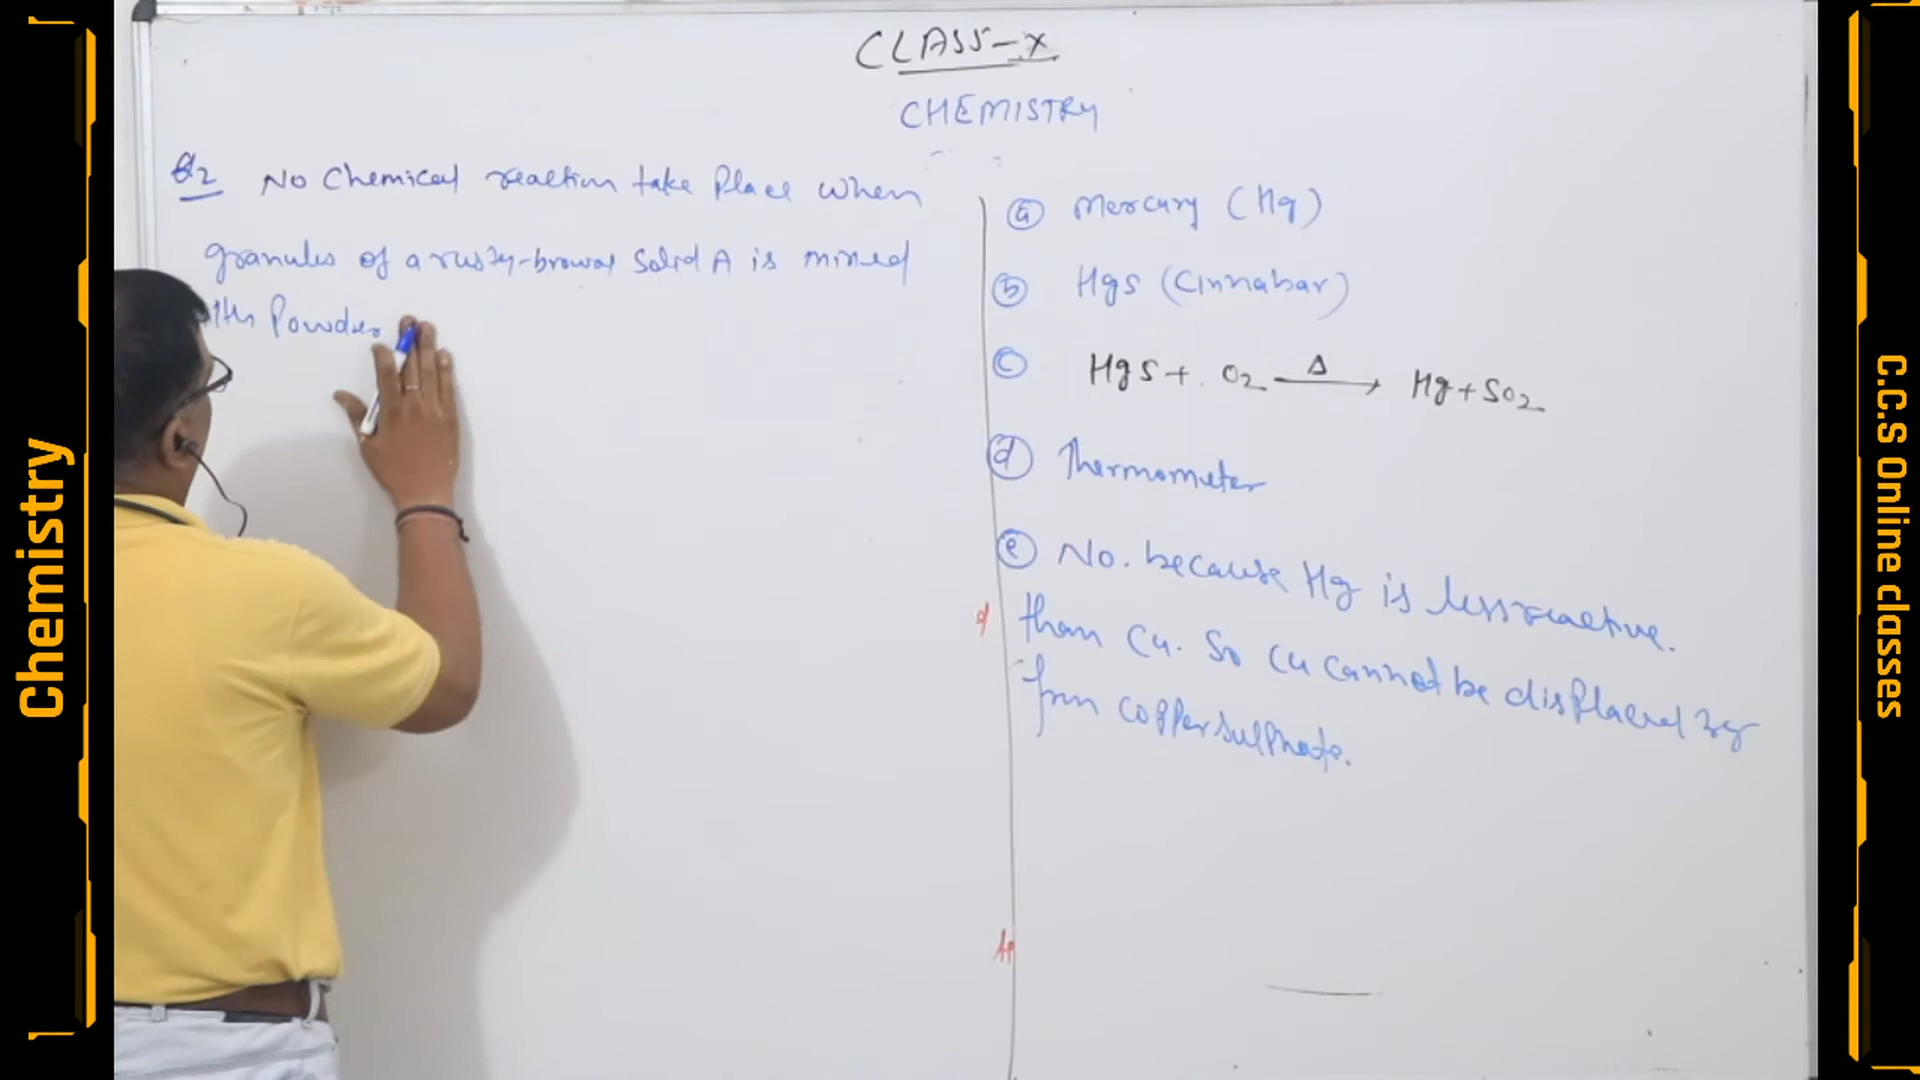 CLASS-X
CHEMISTRY
Q2 No Chemical reaction take Place when
granules of a rusty-brown solid A is mixed
ith Powder
(a) Mercury (Hg)
(b) HgS (Cinnabar)
(c) HgS + O2 —Δ→ Hg + SO2
(d) Thermometer
(e) No. because Hg is less reactive.
than Cu. So Cu cannot be displaced by
from copper sulphate.
Chemistry
C.C.S Online classes